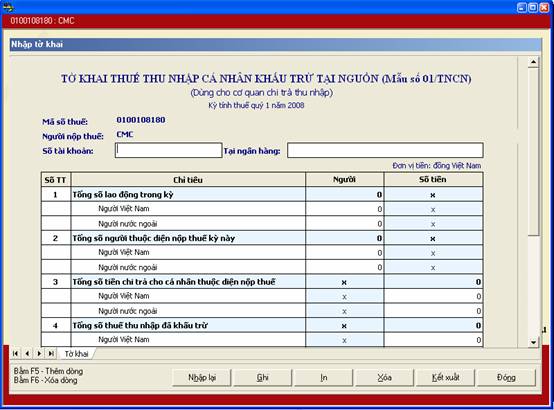 0100108180 : CMC
Nhập tờ khai
TỜ KHAI THUẾ THU NHẬP CÁ NHÂN KHẤU TRỪ TẠI NGUỒN (Mẫu số 01/TNCN)
(Dùng cho cơ quan chi trả thu nhập)
Kỳ tính thuế quý 1 năm 2008
Mã số thuế: 0100108180
Người nộp thuế: CMC
Số tài khoản: Tại ngân hàng:
Đơn vị tiền: đồng Việt Nam
Số TT Chỉ tiêu Người Số tiền
1 Tổng số lao động trong kỳ 0 x
Người Việt Nam 0 x
Người nước ngoài 0 x
2 Tổng số người thuộc diện nộp thuế kỳ này 0 x
Người Việt Nam 0 x
Người nước ngoài 0 x
3 Tổng số tiền chi trả cho cá nhân thuộc diện nộp thuế x 0
Người Việt Nam x 0
Người nước ngoài x 0
4 Tổng số thuế thu nhập đã khấu trừ x 0
Người Việt Nam x 0
Tờ khai
Bấm F5 - Thêm dòng
Bấm F6 - Xóa dòng
Nhập lại Ghi In Xóa Kết xuất Đóng